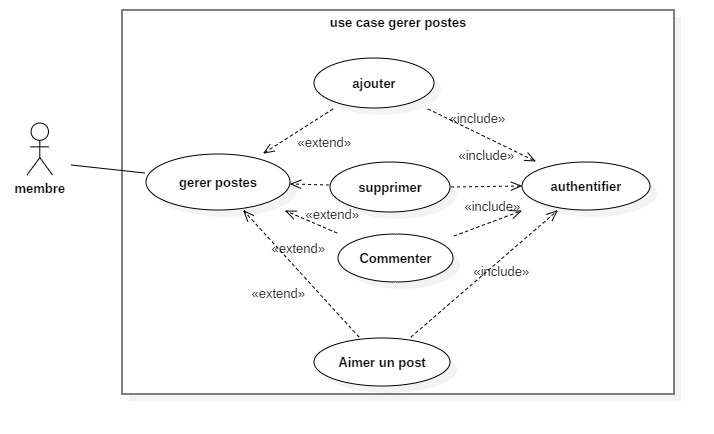 use case gerer postes
ajouter
«include»
«extend»
«include»
membre
gerer postes
supprimer
authentifier
«include»
«extend»
«extend»
Commenter
«include»
«extend»
Aimer un post